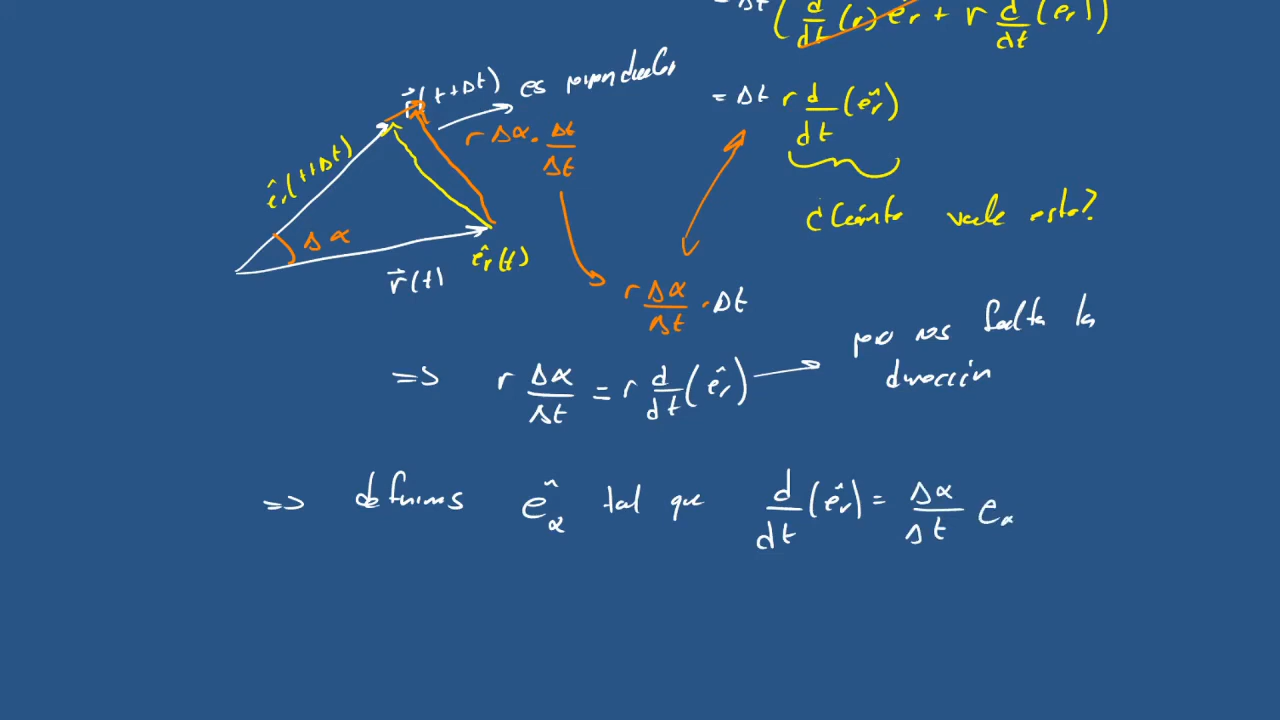 = Δt ( d/dt (r) êr + r d/dt (êr) )
r⃗(t+Δt) → es perpendicular
= Δt r d/dt (êr)
r Δα · Δt/Δt
êr(t+Δt)
Δα
¿Cuánto vale esto?
êr(t)
r⃗(t)
r Δα/Δt · Δt
=> r Δα/Δt = r d/dt (êr) → pero nos falta la
dirección
=> definimos êα tal que d/dt (êr) = Δα/Δt eα